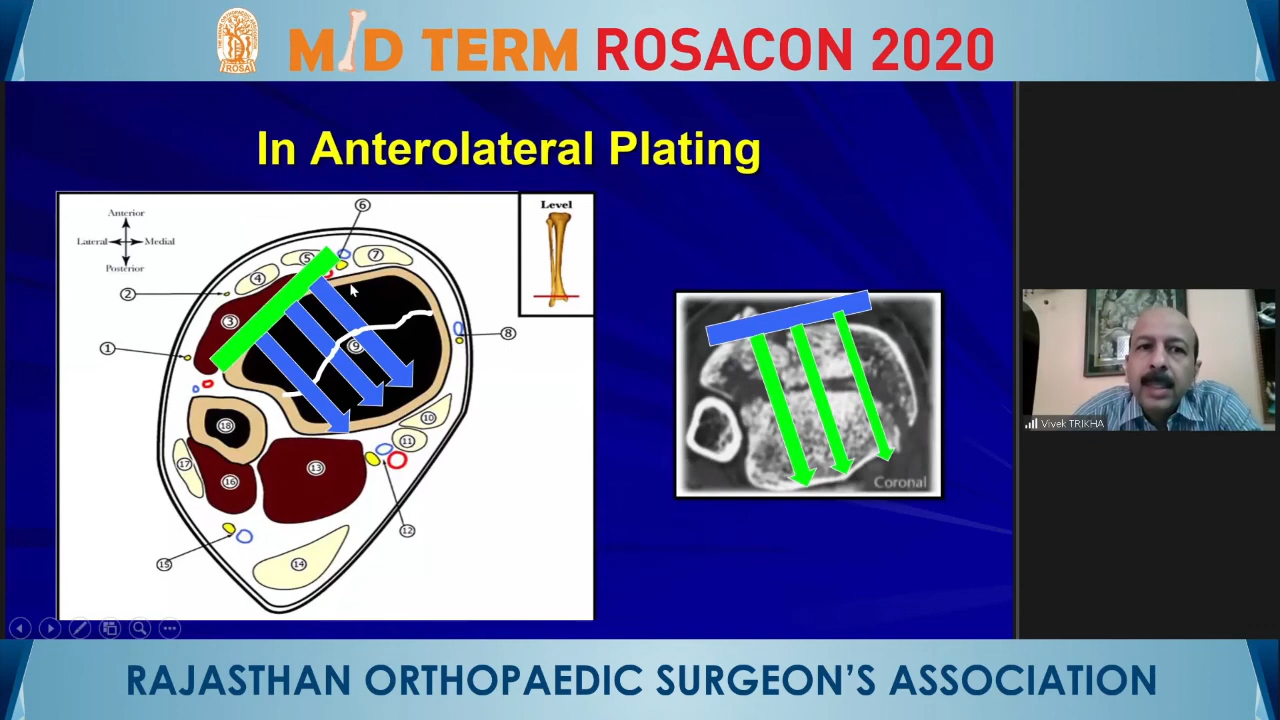 ROSA
MID TERM ROSACON 2020
In Anterolateral Plating
Anterior
Lateral Medial
Posterior
Level
6
5
7
4
2
3
8
1
9
10
18
11
17
13
16
12
15
14
Coronal
Vivek TRIKHA
RAJASTHAN ORTHOPAEDIC SURGEON'S ASSOCIATION